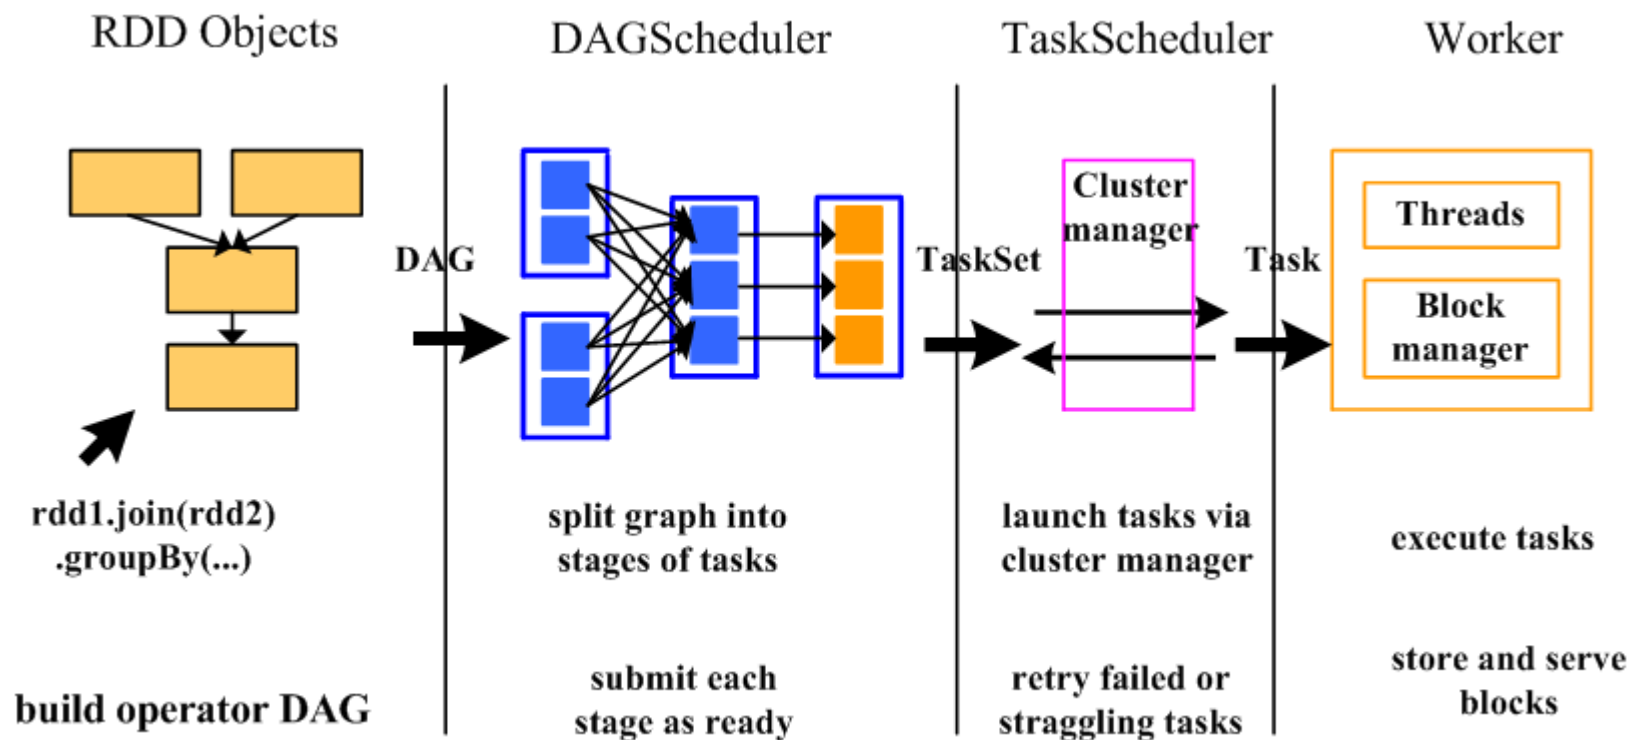 RDD Objects
DAGScheduler
TaskScheduler
Worker
DAG
TaskSet
Cluster
manager
Task
Threads
Block
manager
rdd1.join(rdd2)
.groupBy(...)
build operator DAG
split graph into
stages of tasks
submit each
stage as ready
launch tasks via
cluster manager
retry failed or
straggling tasks
execute tasks
store and serve
blocks